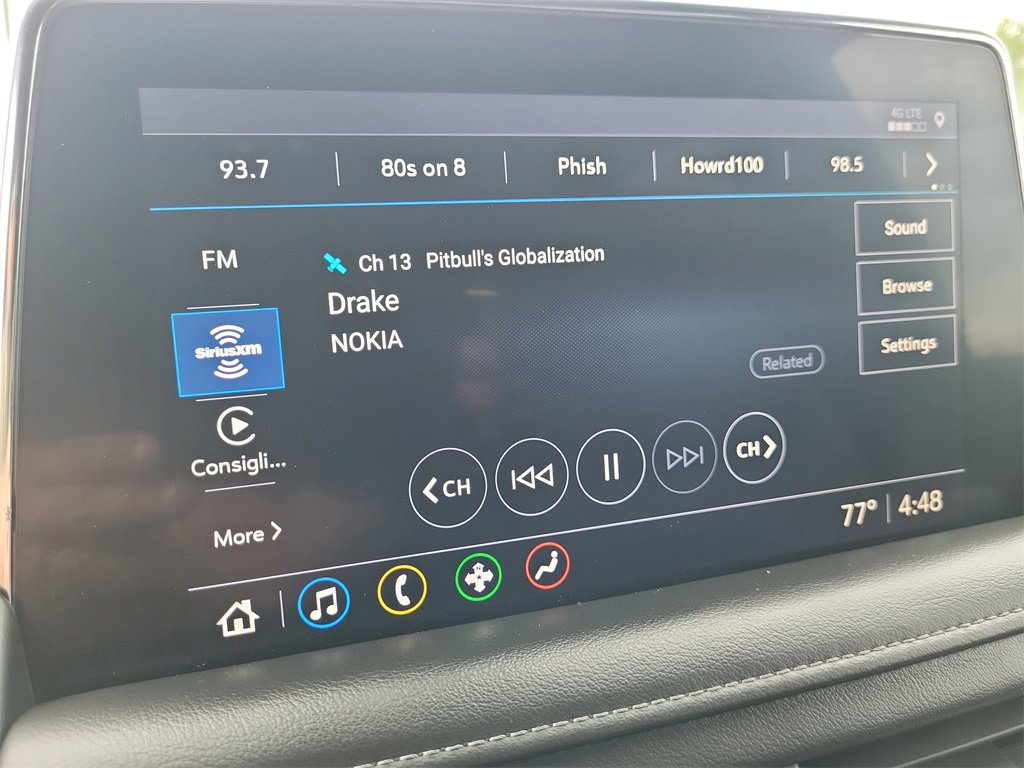 4G LTE
93.7 80s on 8 Phish Howrd100 98.5
Sound
FM
Ch 13 Pitbull's Globalization
Browse
Drake
SiriusXM
NOKIA
Settings
Related
CH
CH
Consigli...
More
77° 4:48